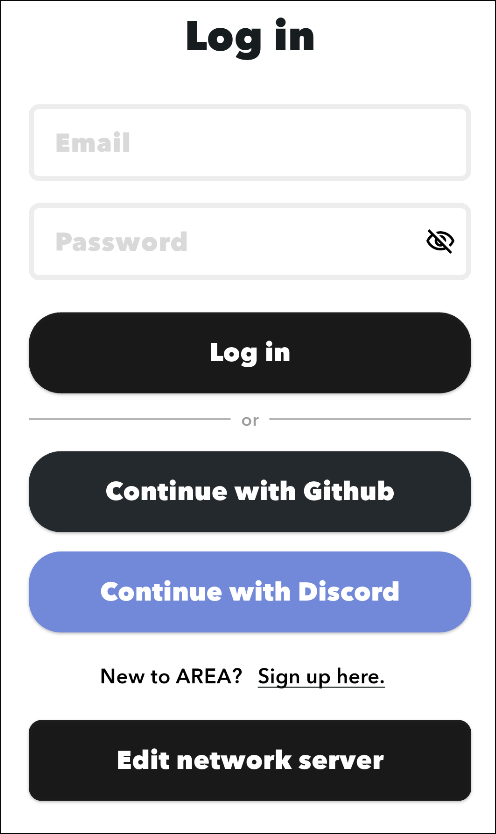 Log in
Email
Password
Log in
or
Continue with Github
Continue with Discord
New to AREA? Sign up here.
Edit network server